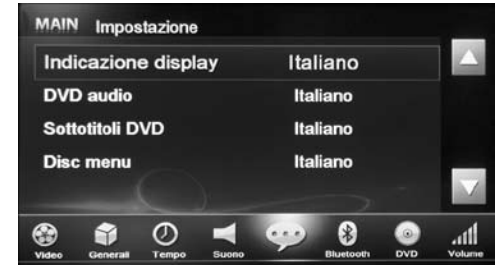 MAIN Impostazione
Indicazione display Italiano
DVD audio Italiano
Sottotitoli DVD Italiano
Disc menu Italiano
Video Generali Tempo Suono Bluetooth DVD Volume